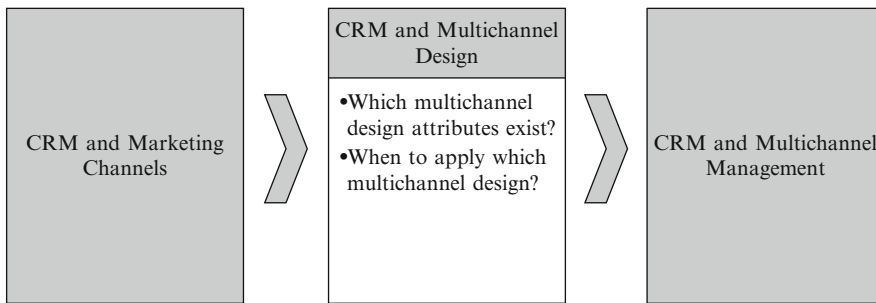 CRM and Marketing
Channels
CRM and Multichannel
Design
•Which multichannel
design attributes exist?
•When to apply which
multichannel design?
CRM and Multichannel
Management